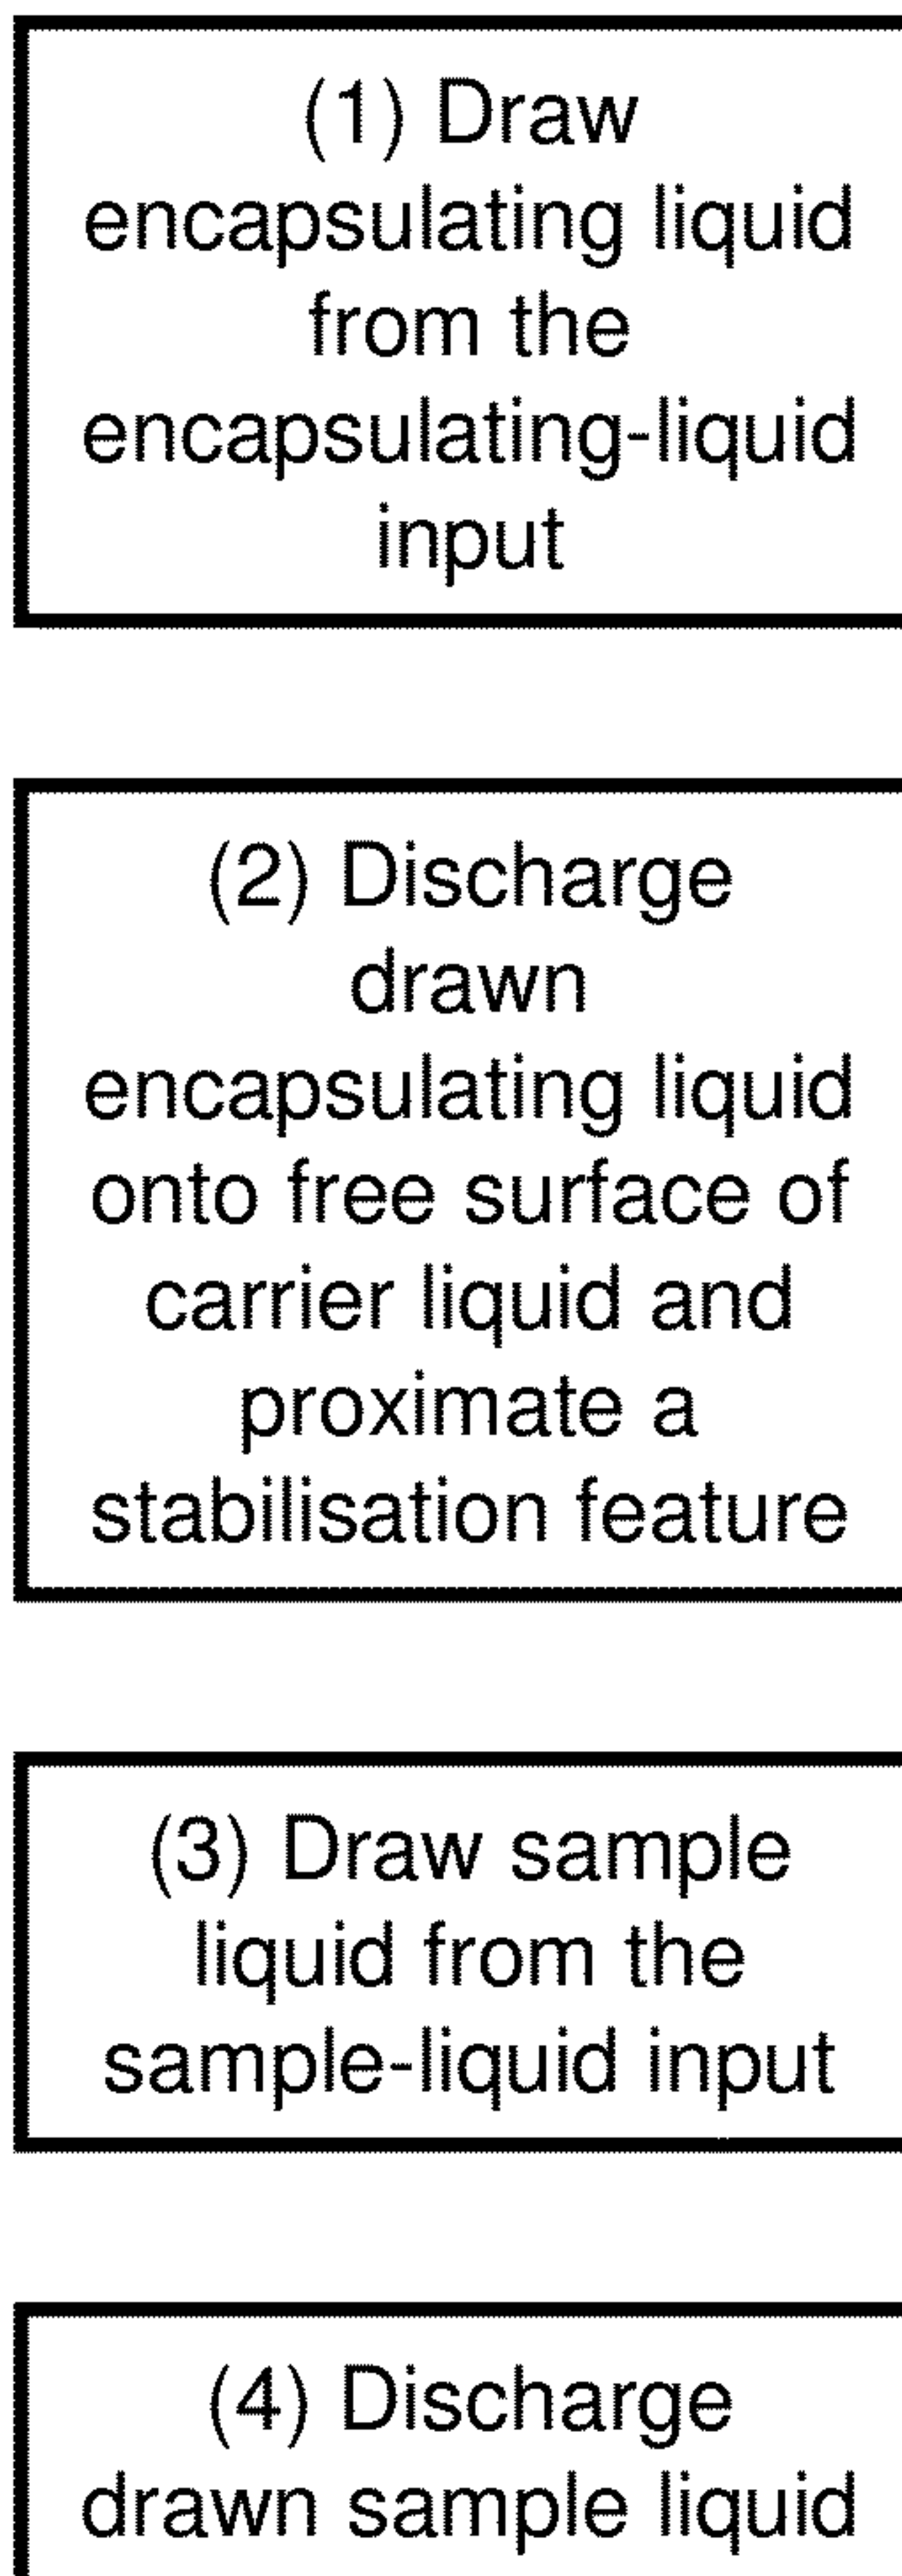 (1) Draw
encapsulating liquid
from the
encapsulating-liquid
input
(2) Discharge
drawn
encapsulating liquid
onto free surface of
carrier liquid and
proximate a
stabilisation feature
(3) Draw sample
liquid from the
sample-liquid input
(4) Discharge
drawn sample liquid